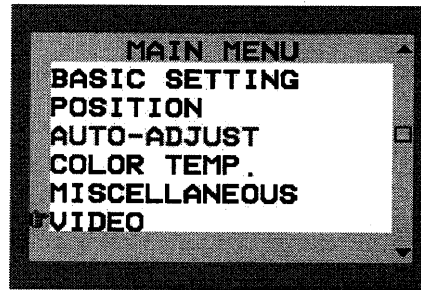 MAIN MENU
BASIC SETTING
POSITION
AUTO-ADJUST
COLOR TEMP.
MISCELLANEOUS
VIDEO